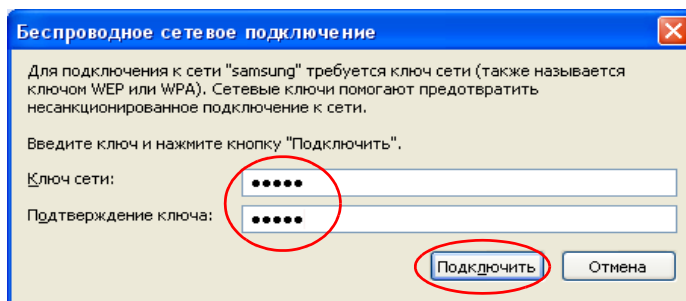 Беспроводное сетевое подключение
Для подключения к сети "samsung" требуется ключ сети (также называется
ключом WEP или WPA). Сетевые ключи помогают предотвратить
несанкционированное подключение к сети.
Введите ключ и нажмите кнопку "Подключить".
Ключ сети: •••••
Подтверждение ключа: •••••
Подключить Отмена